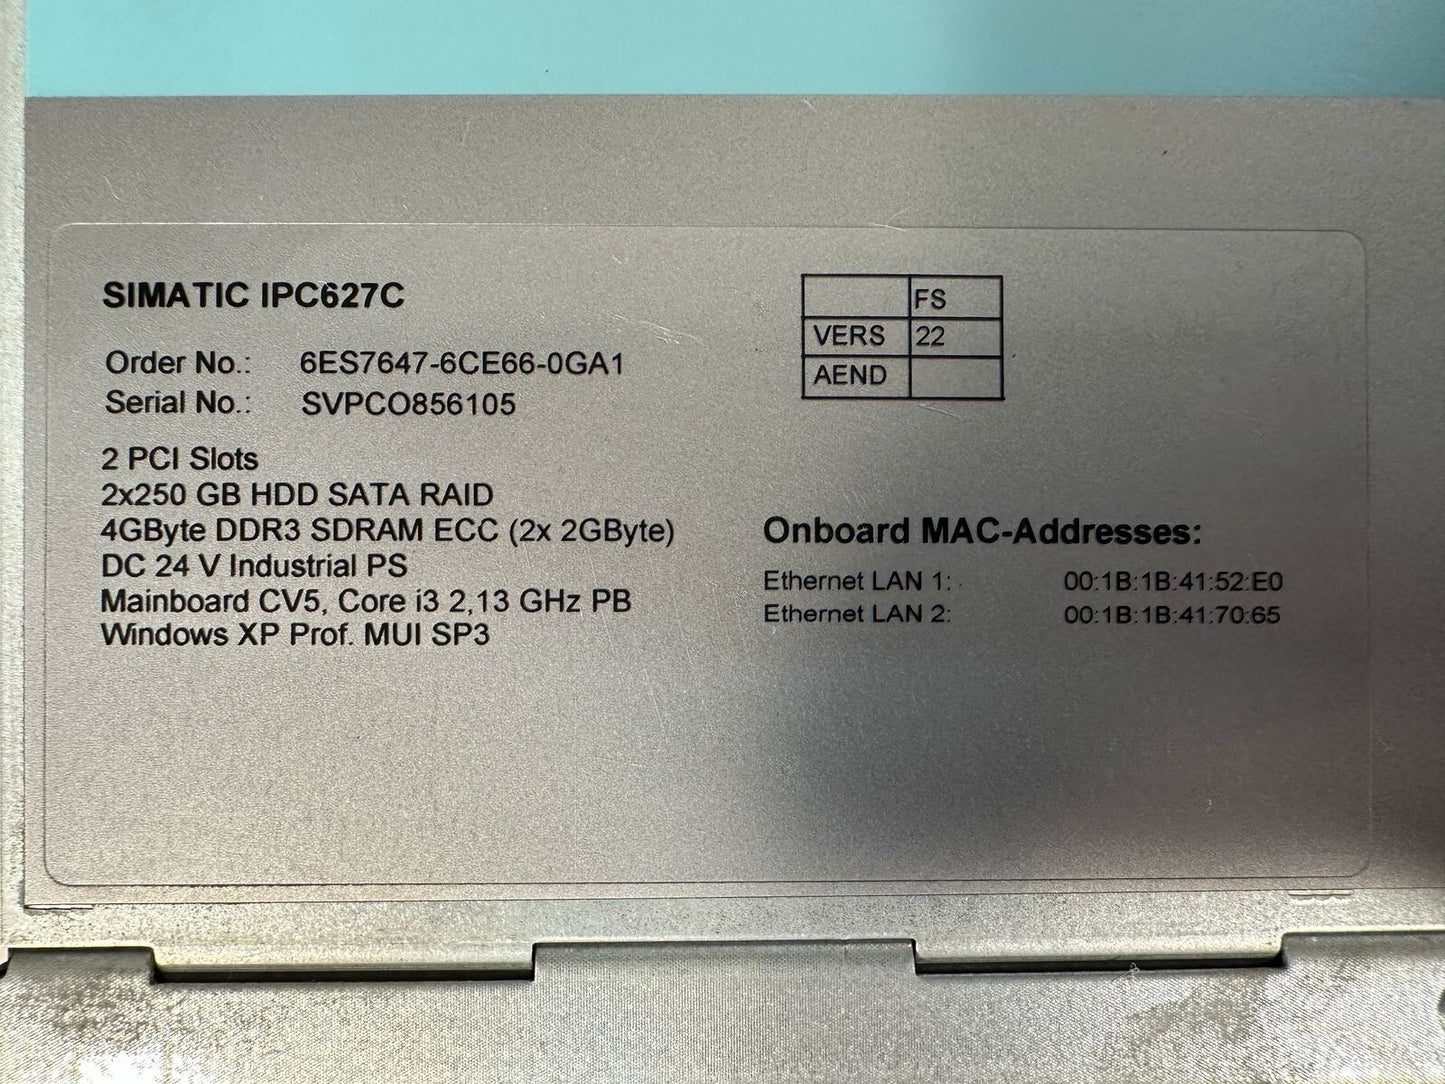 SIMATIC IPC627C
Order No.: 6ES7647-6CE66-0GA1
Serial No.: SVPCO856105
2 PCI Slots
2x250 GB HDD SATA RAID
4GByte DDR3 SDRAM ECC (2x 2GByte)
DC 24 V Industrial PS
Mainboard CV5, Core i3 2,13 GHz PB
Windows XP Prof. MUI SP3
FS
VERS 22
AEND
Onboard MAC-Addresses:
Ethernet LAN 1: 00:1B:1B:41:52:E0
Ethernet LAN 2: 00:1B:1B:41:70:65